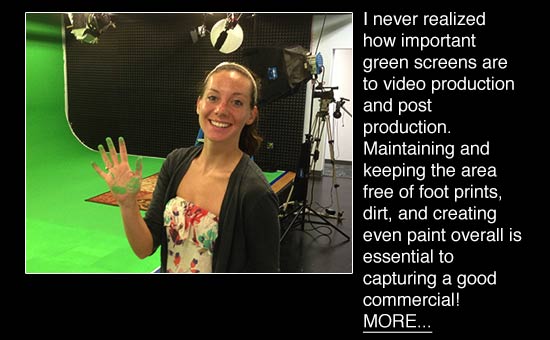 I never realized
how important
green screens are
to video production
and post
production.
Maintaining and
keeping the area
free of foot prints,
dirt, and creating
even paint overall is
essential to
capturing a good
commercial!
MORE...